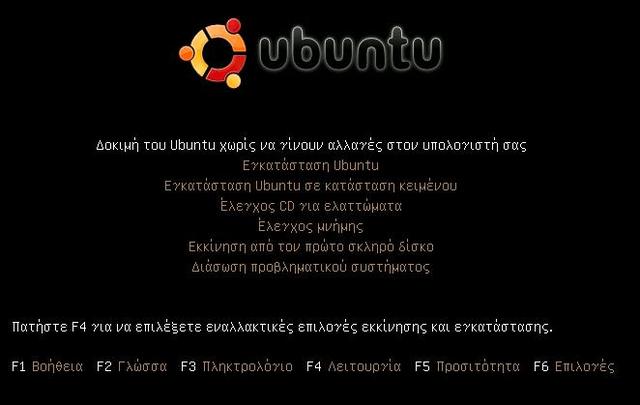 ubuntu
Δοκιμή του Ubuntu χωρίς να γίνουν αλλαγές στον υπολογιστή σας
Εγκατάσταση Ubuntu
Εγκατάσταση Ubuntu σε κατάσταση κειμένου
Έλεγχος CD για ελαττώματα
Έλεγχος μνήμης
Εκκίνηση από τον πρώτο σκληρό δίσκο
Διάσωση προβληματικού συστήματος
Πατήστε F4 για να επιλέξετε εναλλακτικές επιλογές εκκίνησης και εγκατάστασης.
F1 Βοήθεια F2 Γλώσσα F3 Πληκτρολόγιο F4 Λειτουργία F5 Προσιτότητα F6 Επιλογές